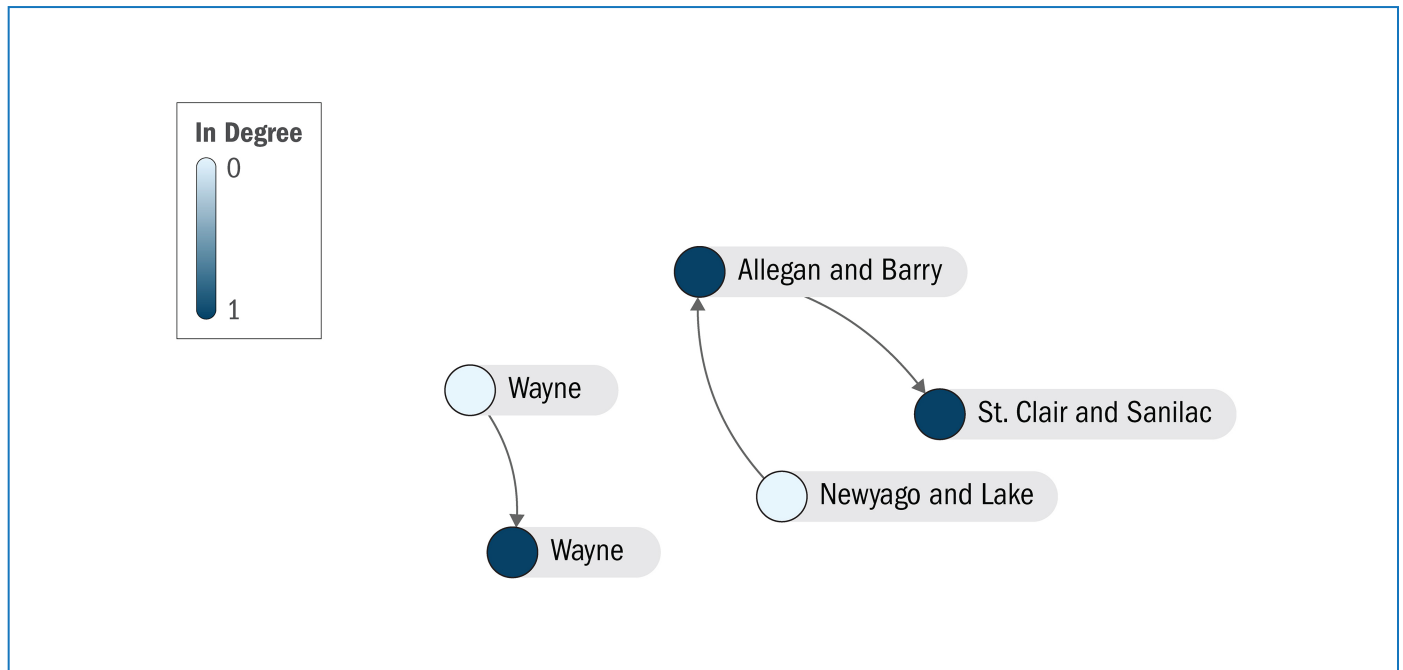 In Degree
0
1
Allegan and Barry
Wayne
St. Clair and Sanilac
Newyago and Lake
Wayne